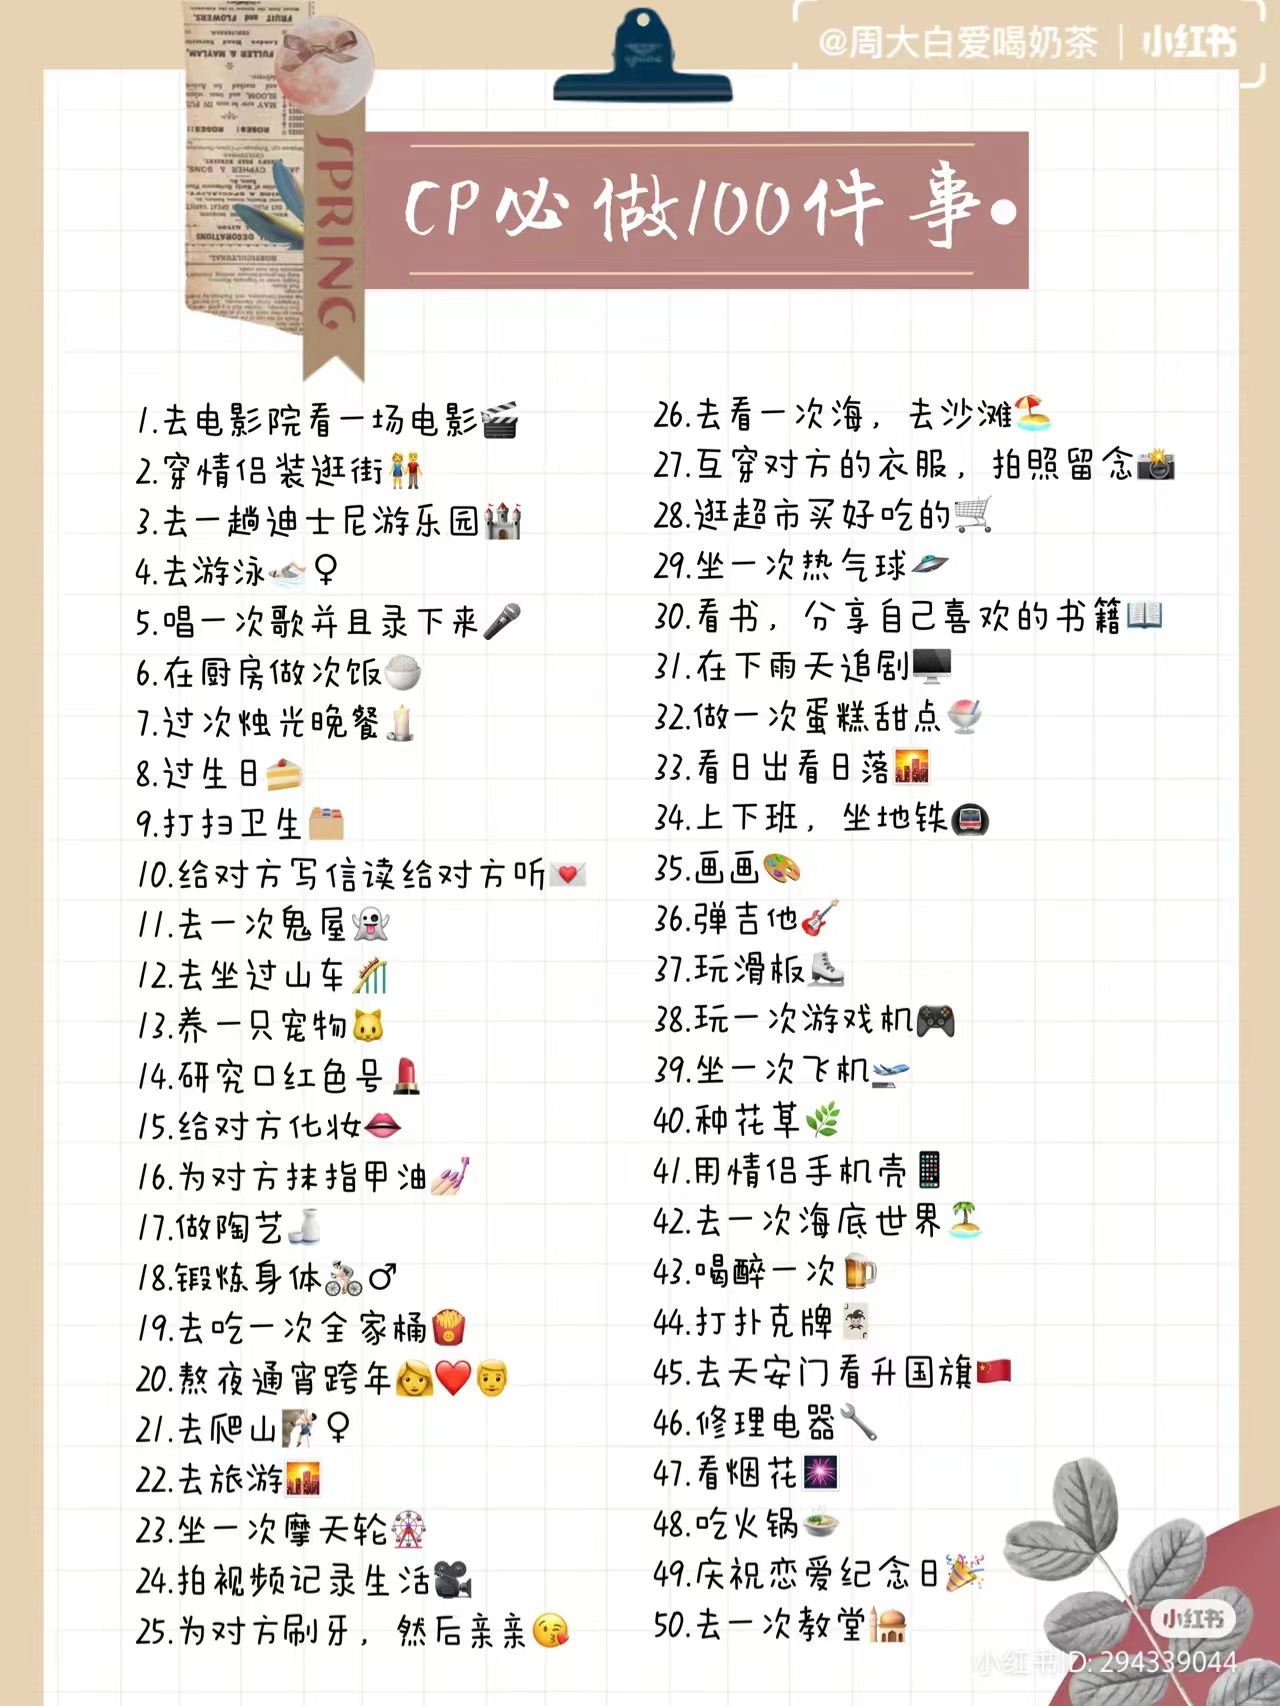 @周大白爱喝奶茶 | 小红书
FRUIT and FLOWERS.
FULLER & MAYLAM,
ROSES! ROSES!
HORTICULTURAL
SPRING
CP必做100件事
1.去电影院看一场电影🎬
2.穿情侣装逛街👫
3.去一趟迪士尼游乐园🏰
4.去游泳🏊♀
5.唱一次歌并且录下来🎤
6.在厨房做次饭🍚
7.过次烛光晚餐🕯
8.过生日🍰
9.打扫卫生🗂
10.给对方写信读给对方听💌
11.去一次鬼屋👻
12.去坐过山车🎢
13.养一只宠物🐱
14.研究口红色号💄
15.给对方化妆👄
16.为对方抹指甲油💅
17.做陶艺🍶
18.锻炼身体🚴♂
19.去吃一次全家桶🍟
20.熬夜通宵跨年👩❤️👨
21.去爬山🧗♀
22.去旅游🌇
23.坐一次摩天轮🎡
24.拍视频记录生活🎥
25.为对方刷牙，然后亲亲😘
26.去看一次海，去沙滩🏖
27.互穿对方的衣服，拍照留念📸
28.逛超市买好吃的🛒
29.坐一次热气球🛸
30.看书，分享自己喜欢的书籍📖
31.在下雨天追剧🖥
32.做一次蛋糕甜点🍧
33.看日出看日落🌇
34.上下班，坐地铁🚇
35.画画🎨
36.弹吉他🎸
37.玩滑板⛸
38.玩一次游戏机🎮
39.坐一次飞机🛫
40.种花草🌿
41.用情侣手机壳📱
42.去一次海底世界🏝
43.喝醉一次🍺
44.打扑克牌🃏
45.去天安门看升国旗🇨🇳
46.修理电器🔧
47.看烟花🎆
48.吃火锅🍲
49.庆祝恋爱纪念日🎉
50.去一次教堂🕌
小红书
小红书ID: 294339044